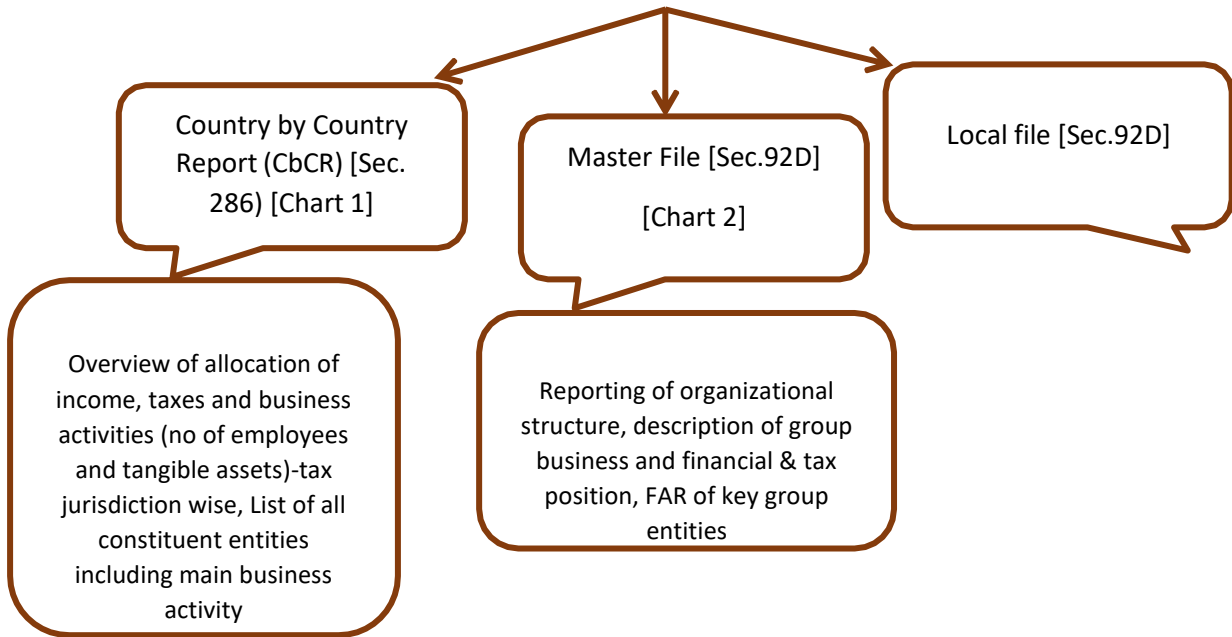 Country by Country
Report (CbCR) [Sec.
286) [Chart 1]
Master File [Sec.92D]
[Chart 2]
Local file [Sec.92D]
Overview of allocation of
income, taxes and business
activities (no of employees
and tangible assets)-tax
jurisdiction wise, List of all
constituent entities
including main business
activity
Reporting of organizational
structure, description of group
business and financial & tax
position, FAR of key group
entities